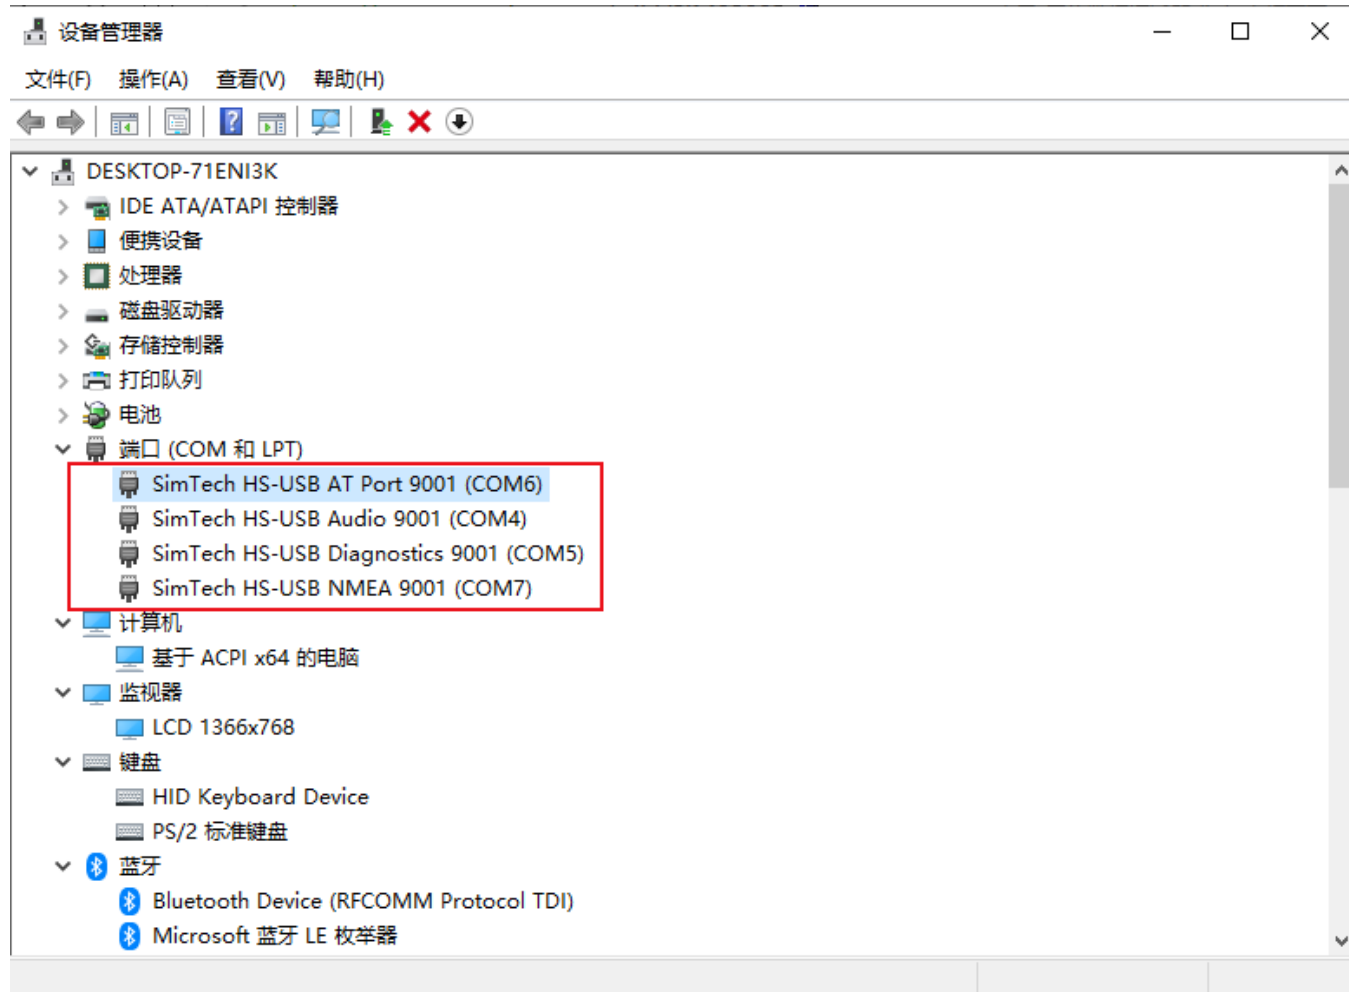 设备管理器
文件(F) 操作(A) 查看(V) 帮助(H)
DESKTOP-71ENI3K
IDE ATA/ATAPI 控制器
便携设备
处理器
磁盘驱动器
存储控制器
打印队列
电池
端口 (COM 和 LPT)
SimTech HS-USB AT Port 9001 (COM6)
SimTech HS-USB Audio 9001 (COM4)
SimTech HS-USB Diagnostics 9001 (COM5)
SimTech HS-USB NMEA 9001 (COM7)
计算机
基于 ACPI x64 的电脑
监视器
LCD 1366x768
键盘
HID Keyboard Device
PS/2 标准键盘
蓝牙
Bluetooth Device (RFCOMM Protocol TDI)
Microsoft 蓝牙 LE 枚举器